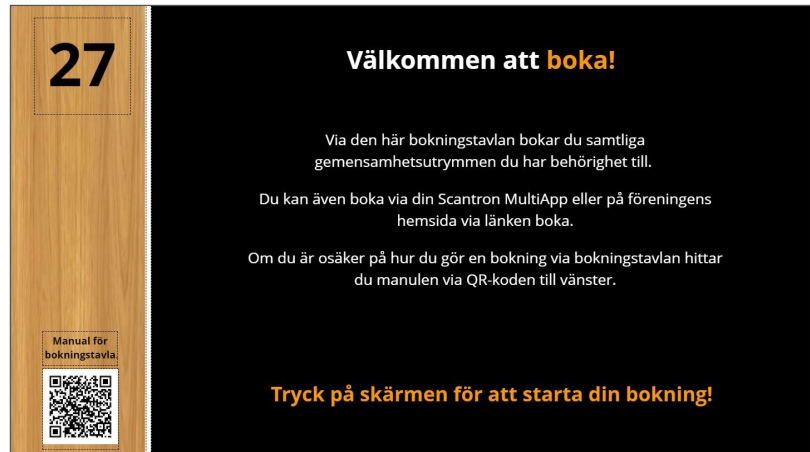 27
Välkommen att boka!
Via den här bokningstavlan bokar du samtliga
gemensamhetsutrymmen du har behörighet till.
Du kan även boka via din Scantron MultiApp eller på föreningens
hemsida via länken boka.
Om du är osäker på hur du gör en bokning via bokningstavlan hittar
du manulen via QR-koden till vänster.
Manual för
bokningstavla.
Tryck på skärmen för att starta din bokning!